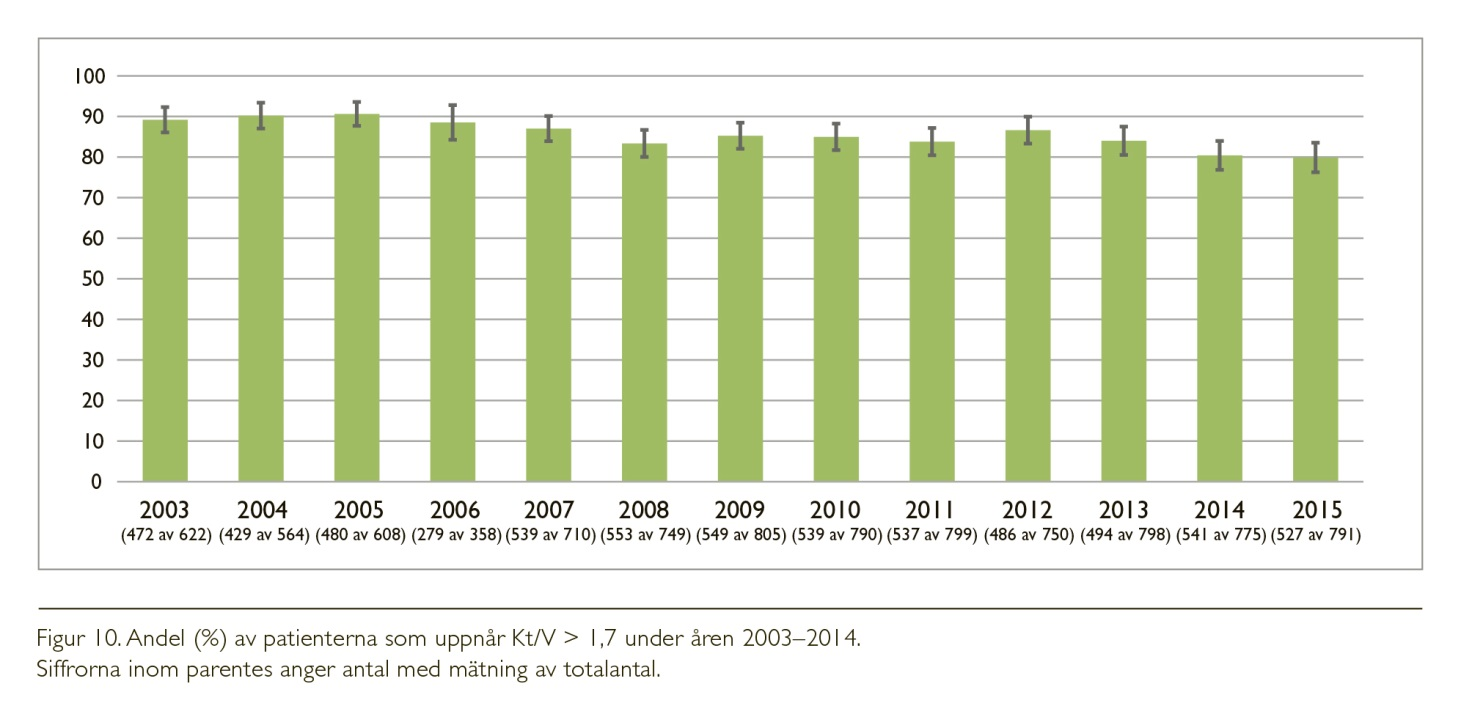 100
90
80
70
60
50
40
30
20
10
0
2003 2004 2005 2006 2007 2008 2009 2010 2011 2012 2013 2014 2015
(472 av 622) (429 av 564) (480 av 608) (279 av 358) (539 av 710) (553 av 749) (549 av 805) (539 av 790) (537 av 799) (486 av 750) (494 av 798) (541 av 775) (527 av 791)
Figur 10. Andel (%) av patienterna som uppnår Kt/V > 1,7 under åren 2003–2014.
Siffrorna inom parentes anger antal med mätning av totalantal.